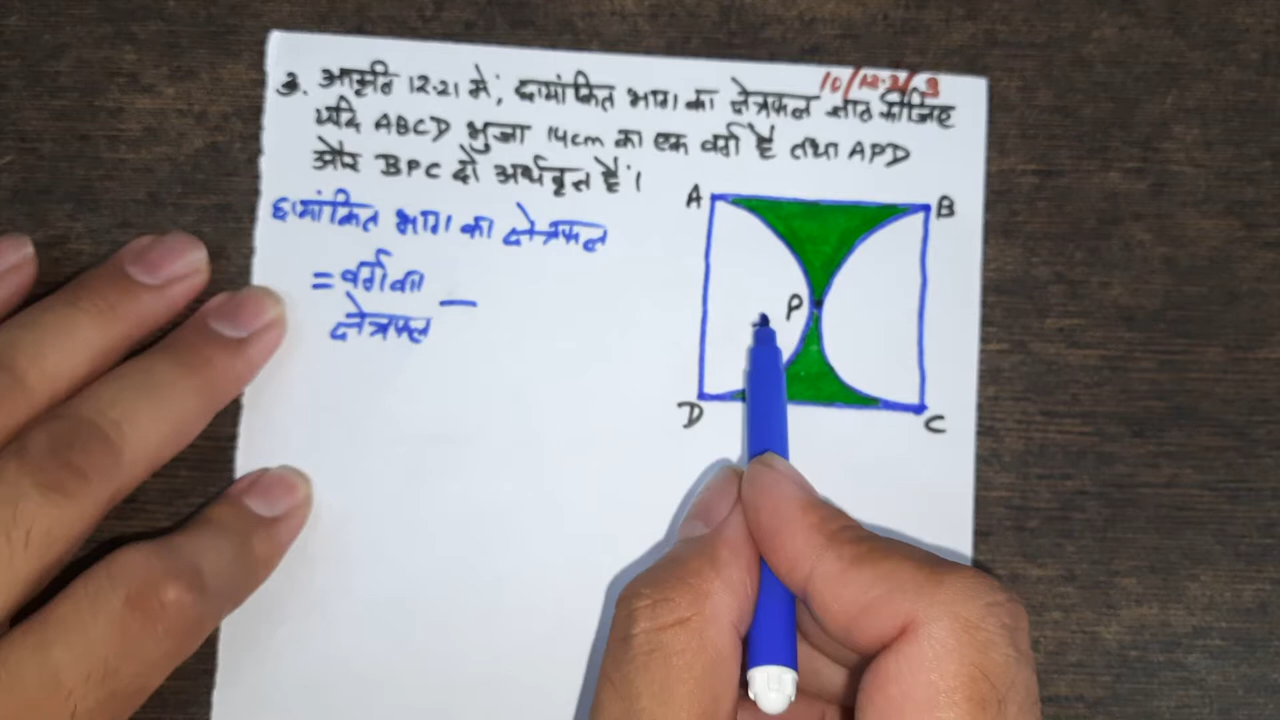 10/12.3/3
3. आकृति 12.21 में, छायांकित भाग का क्षेत्रफल ज्ञात कीजिए
यदि ABCD भुजा 14cm का एक वर्ग है तथा APD
और BPC दो अर्धवृत्त हैं।
छायांकित भाग का क्षेत्रफल
= वर्ग का
क्षेत्रफल −
A
B
P
D
C